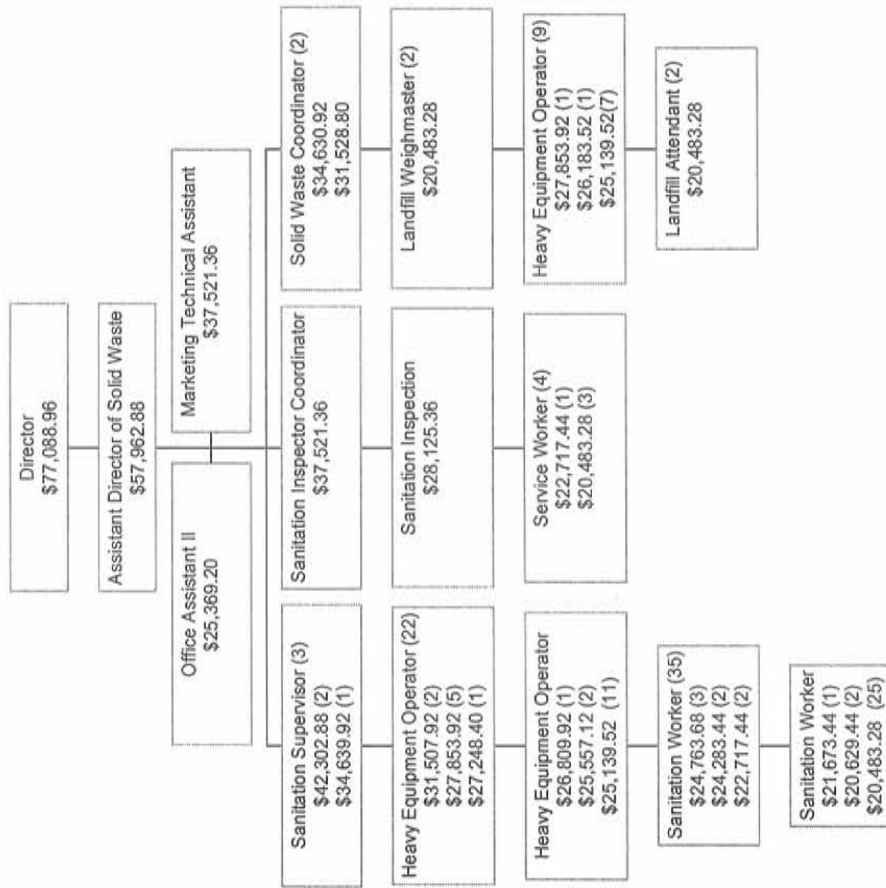 Director
$77,088.96
Assistant Director of Solid Waste
$57,962.88
Office Assistant II
$25,369.20
Marketing Technical Assistant
$37,521.36
Sanitation Supervisor (3)
$42,302.88 (2)
$34,639.92 (1)
Heavy Equipment Operator (22)
$31,507.92 (2)
$27,853.92 (5)
$27,248.40 (1)
Heavy Equipment Operator
$26,809.92 (1)
$25,557.12 (2)
$25,139.52 (11)
Sanitation Worker (35)
$24,763.68 (3)
$24,283.44 (2)
$22,717.44 (2)
Sanitation Worker
$21,673.44 (1)
$20,629.44 (2)
$20,483.28 (25)
Sanitation Inspector Coordinator
$37,521.36
Sanitation Inspection
$28,125.36
Service Worker (4)
$22,717.44 (1)
$20,483.28 (3)
Solid Waste Coordinator (2)
$34,630.92
$31,528.80
Landfill Weighmaster (2)
$20,483.28
Heavy Equipment Operator (9)
$27,853.92 (1)
$26,183.52 (1)
$25,139.52(7)
Landfill Attendant (2)
$20,483.28